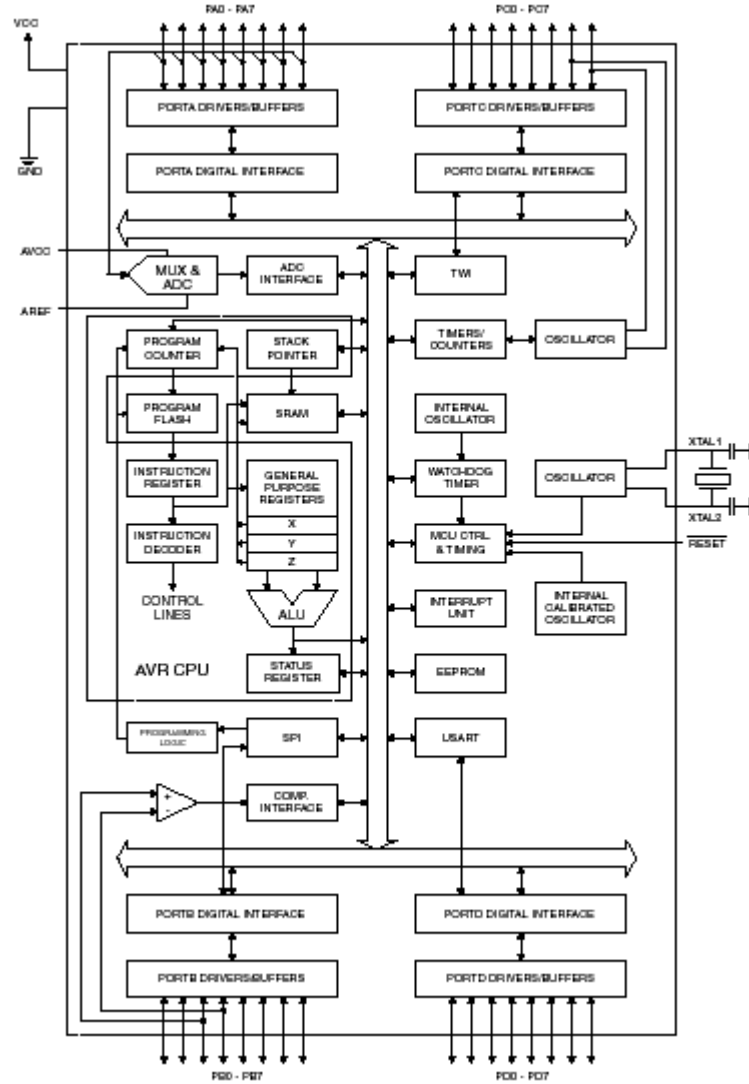 PA0 - PA7
PC0 - PC7
VCC
PORTA DRIVERS/BUFFERS
PORTC DRIVERS/BUFFERS
GND
PORTA DIGITAL INTERFACE
PORTC DIGITAL INTERFACE
AVCC
MUX &
ADC
ADC
INTERFACE
TWI
AREF
PROGRAM
COUNTER
STACK
POINTER
TIMERS/
COUNTERS
OSCILLATOR
PROGRAM
FLASH
SRAM
INTERNAL
OSCILLATOR
XTAL1
INSTRUCTION
REGISTER
GENERAL
PURPOSE
REGISTERS
WATCHDOG
TIMER
OSCILLATOR
X
XTAL2
INSTRUCTION
DECODER
Y
MCU CTRL.
& TIMING
RESET
Z
CONTROL
LINES
ALU
INTERRUPT
UNIT
INTERNAL
CALIBRATED
OSCILLATOR
AVR CPU
STATUS
REGISTER
EEPROM
PROGRAMMING
LOGIC
SPI
USART
+
-
COMP.
INTERFACE
PORTB DIGITAL INTERFACE
PORTD DIGITAL INTERFACE
PORTB DRIVERS/BUFFERS
PORTD DRIVERS/BUFFERS
PB0 - PB7
PD0 - PD7